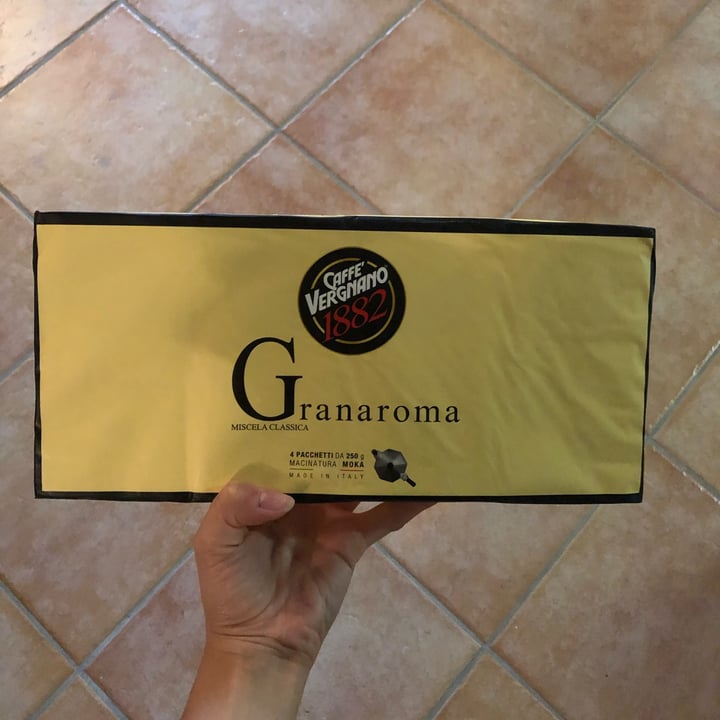 CAFFE'
VERGNANO
1882
Granaroma
MISCELA CLASSICA
4 PACCHETTI DA 250 g
MACINATURA MOKA
MADE IN ITALY